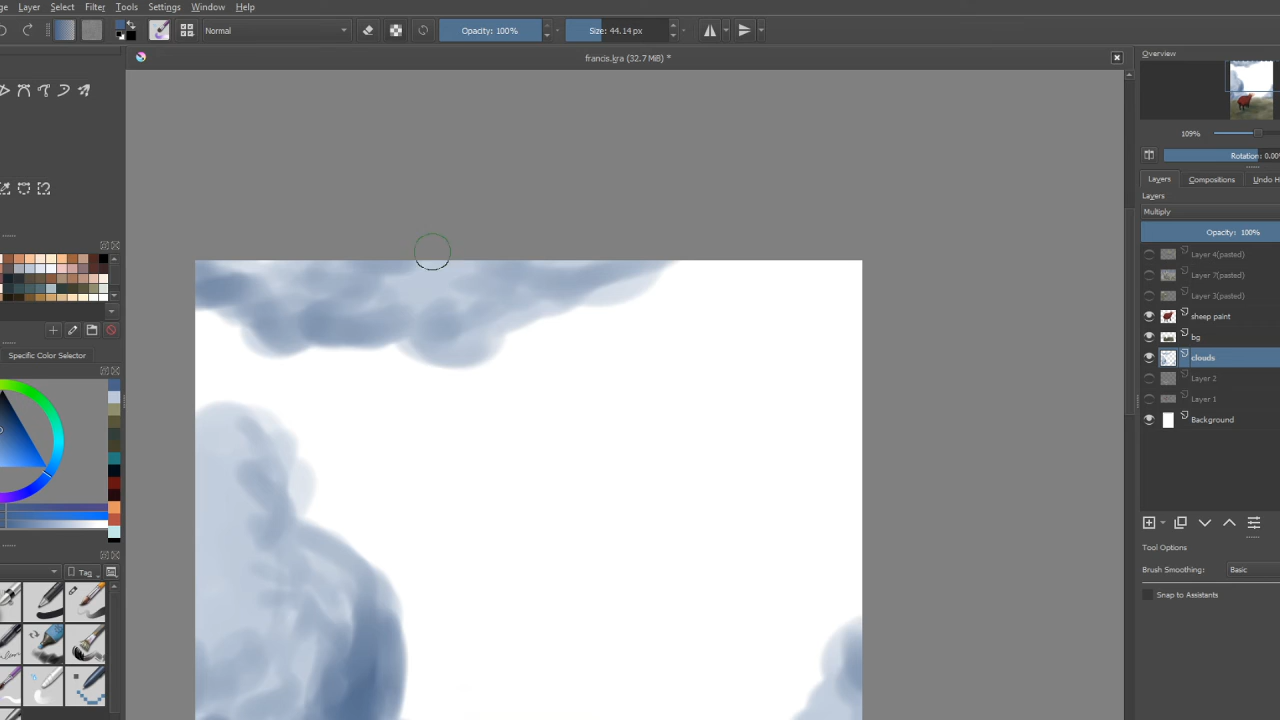 ge Layer Select Filter Tools Settings Window Help
Normal Opacity: 100% Size: 44.14 px
francis.kra (32.7 MiB) *
Overview
109%
Rotation: 0.00
Layers Compositions Undo H
Layers
Multiply
Opacity: 100%
Layer 4(pasted)
Layer 7(pasted)
Layer 3(pasted)
sheep paint
bg
clouds
Layer 2
Layer 1
Background
Specific Color Selector
Tag
Tool Options
Brush Smoothing: Basic
Snap to Assistants